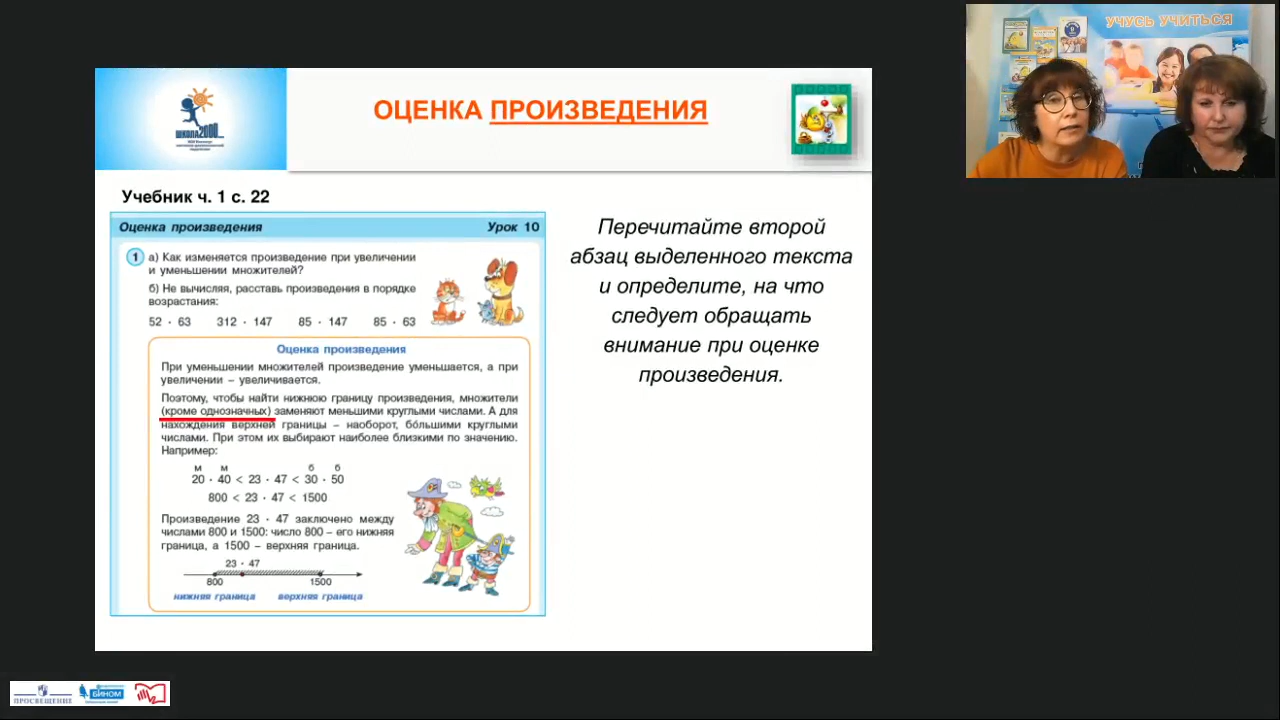 УЧУСЬ УЧИТЬСЯ
ШКОЛА 2000...
ОЦЕНКА ПРОИЗВЕДЕНИЯ
Учебник ч. 1 с. 22
Оценка произведения Урок 10
1 а) Как изменяется произведение при увеличении
и уменьшении множителей?
б) Не вычисляя, расставь произведения в порядке
возрастания:
52 · 63 312 · 147 85 · 147 85 · 63
Оценка произведения
При уменьшении множителей произведение уменьшается, а при
увеличении – увеличивается.
Поэтому, чтобы найти нижнюю границу произведения, множители
(кроме однозначных) заменяют меньшими круглыми числами. А для
нахождения верхней границы – наоборот, бо́льшими круглыми
числами. При этом их выбирают наиболее близкими по значению.
Например:
м м б б
20 · 40 < 23 · 47 < 30 · 50
800 < 23 · 47 < 1500
Произведение 23 · 47 заключено между
числами 800 и 1500: число 800 – его нижняя
граница, а 1500 – верхняя граница.
23 · 47
800 1500
нижняя граница верхняя граница
Перечитайте второй
абзац выделенного текста
и определите, на что
следует обращать
внимание при оценке
произведения.
ПРОСВЕЩЕНИЕ
БИНОМ